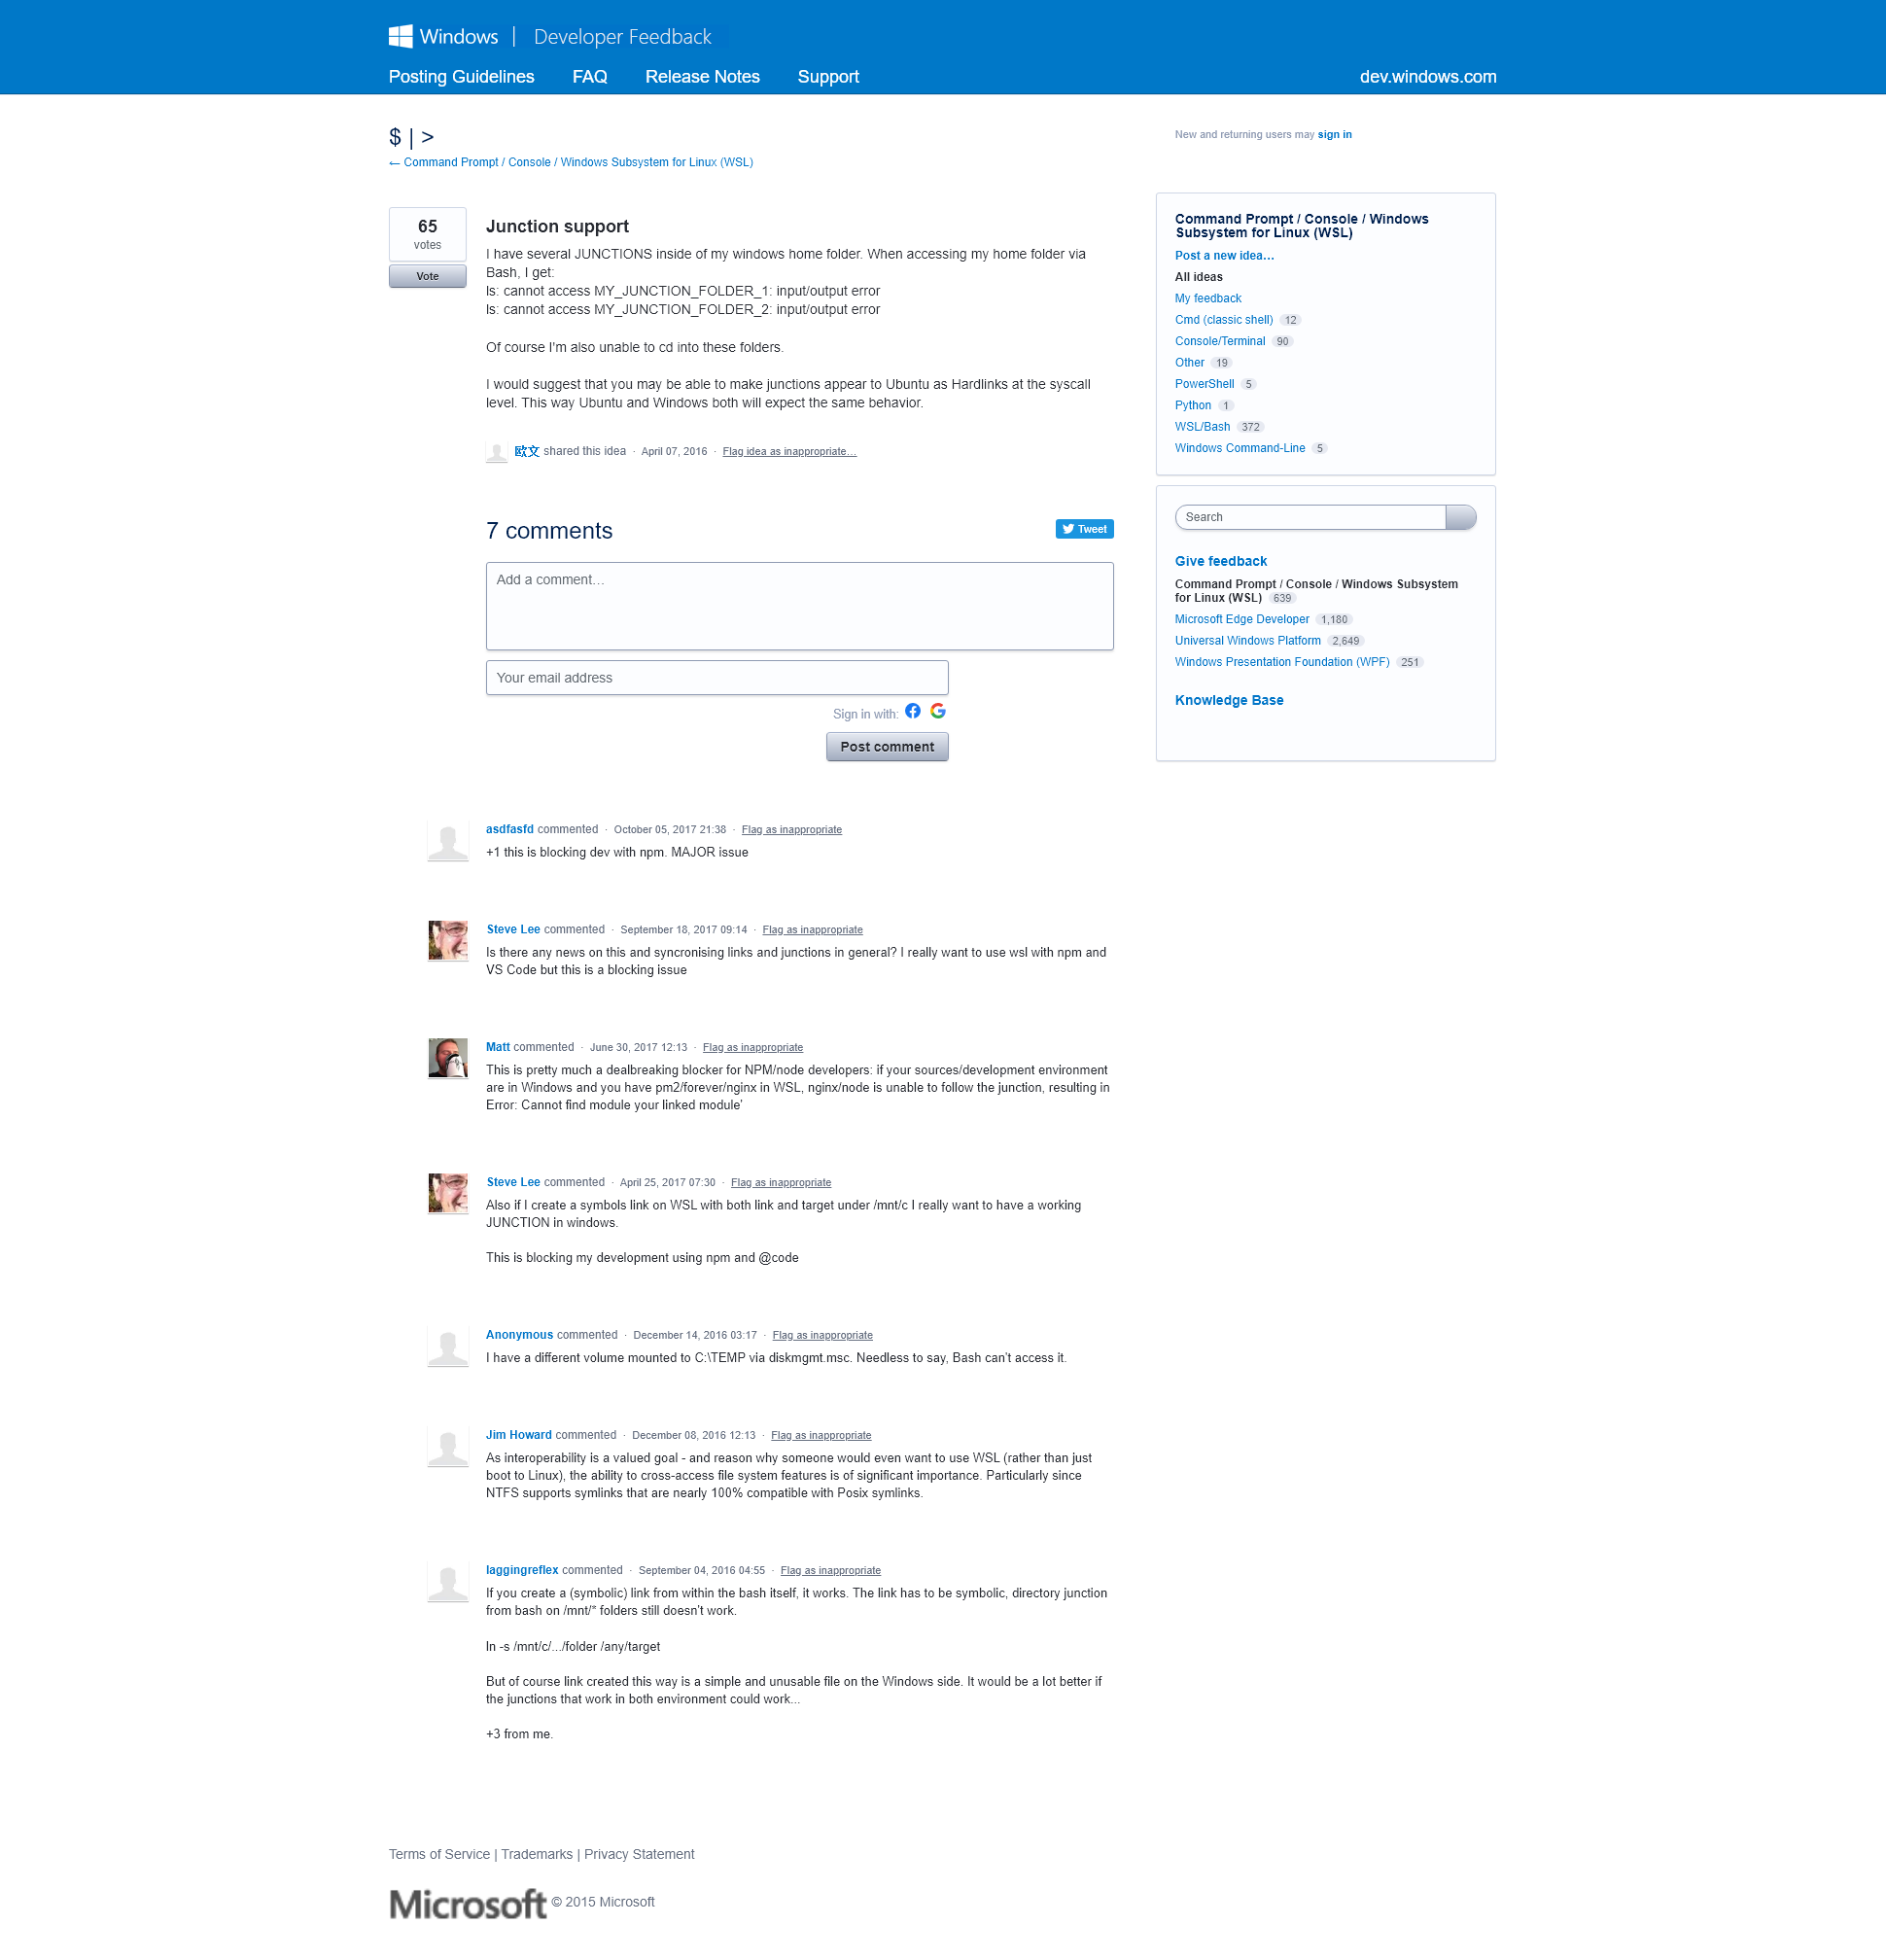 Windows | Developer Feedback
Posting Guidelines FAQ Release Notes Support dev.windows.com
$ | >
← Command Prompt / Console / Windows Subsystem for Linux (WSL)
New and returning users may sign in
65
votes
Vote
Junction support
I have several JUNCTIONS inside of my windows home folder. When accessing my home folder via
Bash, I get:
ls: cannot access MY_JUNCTION_FOLDER_1: input/output error
ls: cannot access MY_JUNCTION_FOLDER_2: input/output error
Of course I'm also unable to cd into these folders.
I would suggest that you may be able to make junctions appear to Ubuntu as Hardlinks at the syscall
level. This way Ubuntu and Windows both will expect the same behavior.
欧文 shared this idea · April 07, 2016 · Flag idea as inappropriate…
7 comments
Tweet
Add a comment…
Your email address
Sign in with:
Post comment
asdfasfd commented · October 05, 2017 21:38 · Flag as inappropriate
+1 this is blocking dev with npm. MAJOR issue
Steve Lee commented · September 18, 2017 09:14 · Flag as inappropriate
Is there any news on this and syncronising links and junctions in general? I really want to use wsl with npm and
VS Code but this is a blocking issue
Matt commented · June 30, 2017 12:13 · Flag as inappropriate
This is pretty much a dealbreaking blocker for NPM/node developers: if your sources/development environment
are in Windows and you have pm2/forever/nginx in WSL, nginx/node is unable to follow the junction, resulting in
Error: Cannot find module your linked module'
Steve Lee commented · April 25, 2017 07:30 · Flag as inappropriate
Also if I create a symbols link on WSL with both link and target under /mnt/c I really want to have a working
JUNCTION in windows.
This is blocking my development using npm and @code
Anonymous commented · December 14, 2016 03:17 · Flag as inappropriate
I have a different volume mounted to C:\TEMP via diskmgmt.msc. Needless to say, Bash can't access it.
Jim Howard commented · December 08, 2016 12:13 · Flag as inappropriate
As interoperability is a valued goal - and reason why someone would even want to use WSL (rather than just
boot to Linux), the ability to cross-access file system features is of significant importance. Particularly since
NTFS supports symlinks that are nearly 100% compatible with Posix symlinks.
laggingreflex commented · September 04, 2016 04:55 · Flag as inappropriate
If you create a (symbolic) link from within the bash itself, it works. The link has to be symbolic, directory junction
from bash on /mnt/* folders still doesn't work.
ln -s /mnt/c/.../folder /any/target
But of course link created this way is a simple and unusable file on the Windows side. It would be a lot better if
the junctions that work in both environment could work...
+3 from me.
Command Prompt / Console / Windows
Subsystem for Linux (WSL)
Post a new idea…
All ideas
My feedback
Cmd (classic shell) 12
Console/Terminal 90
Other 19
PowerShell 5
Python 1
WSL/Bash 372
Windows Command-Line 5
Search
Give feedback
Command Prompt / Console / Windows Subsystem
for Linux (WSL) 639
Microsoft Edge Developer 1,180
Universal Windows Platform 2,649
Windows Presentation Foundation (WPF) 251
Knowledge Base
Terms of Service | Trademarks | Privacy Statement
Microsoft © 2015 Microsoft